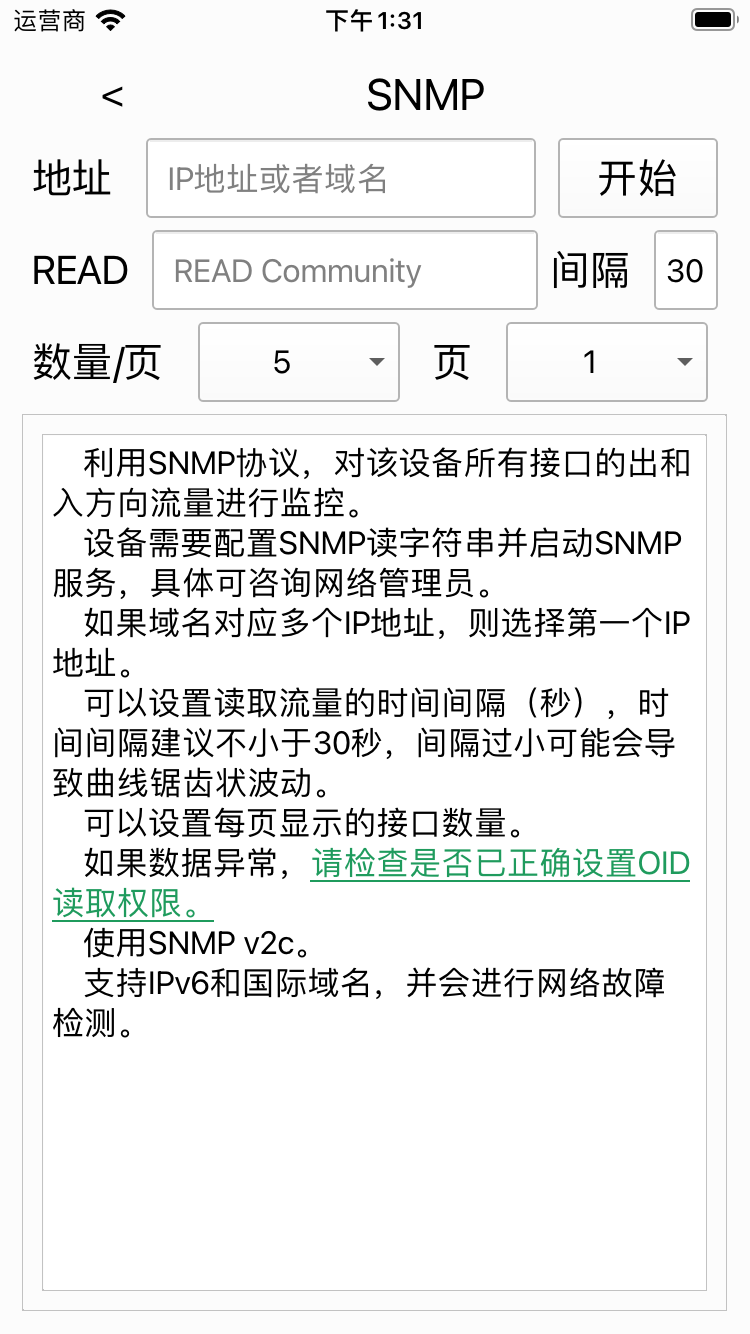 运营商 下午1:31
< SNMP
地址 IP地址或者域名 开始
READ READ Community 间隔 30
数量/页 5 页 1
利用SNMP协议，对该设备所有接口的出和
入方向流量进行监控。
设备需要配置SNMP读字符串并启动SNMP
服务，具体可咨询网络管理员。
如果域名对应多个IP地址，则选择第一个IP
地址。
可以设置读取流量的时间间隔（秒），时
间间隔建议不小于30秒，间隔过小可能会导
致曲线锯齿状波动。
可以设置每页显示的接口数量。
如果数据异常，请检查是否已正确设置OID
读取权限。
使用SNMP v2c。
支持IPv6和国际域名，并会进行网络故障
检测。